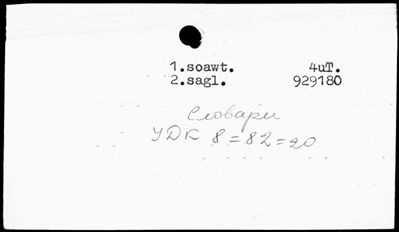 1.soawt. 4uT.
2.sagl. 929180
Словари
УДК 8=82=20